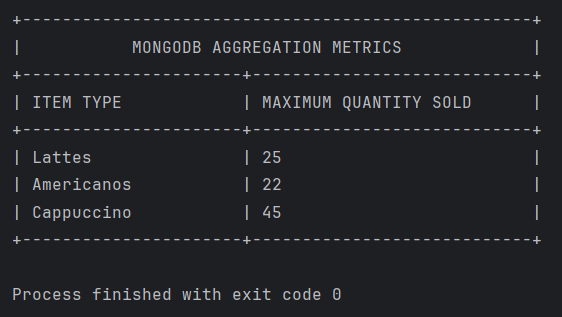 +---------------------------------------------------+
|           MONGODB AGGREGATION METRICS             |
+----------------------+----------------------------+
| ITEM TYPE            | MAXIMUM QUANTITY SOLD      |
+----------------------+----------------------------+
| Lattes               | 25                         |
| Americanos           | 22                         |
| Cappuccino           | 45                         |
+----------------------+----------------------------+
Process finished with exit code 0